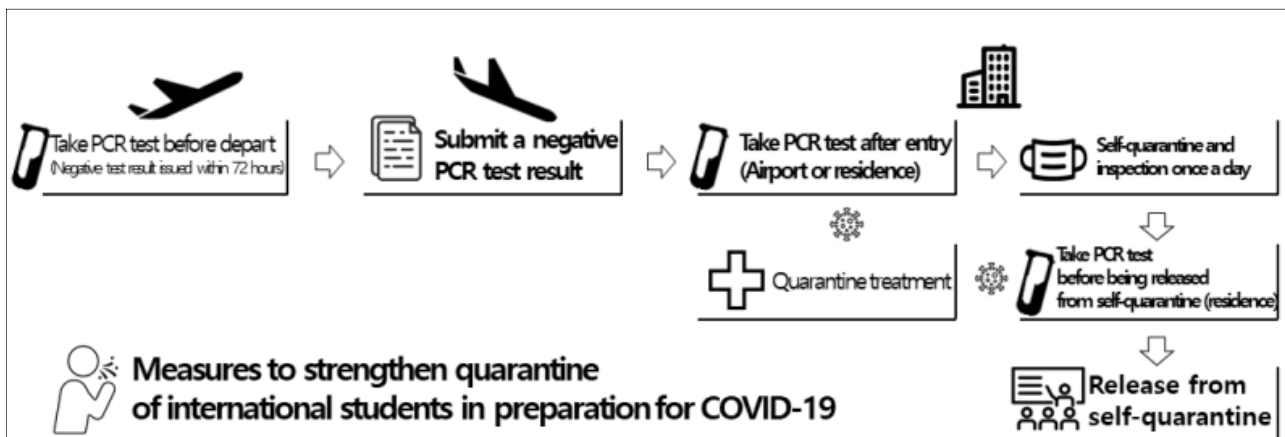 Take PCR test before depart
(Negative test result issued within 72 hours)
Submit a negative
PCR test result
Take PCR test after entry
(Airport or residence)
Self-quarantine and
inspection once a day
Quarantine treatment
Take PCR test
before being released
from self-quarantine (residence)
Measures to strengthen quarantine
of international students in preparation for COVID-19
Release from
self-quarantine